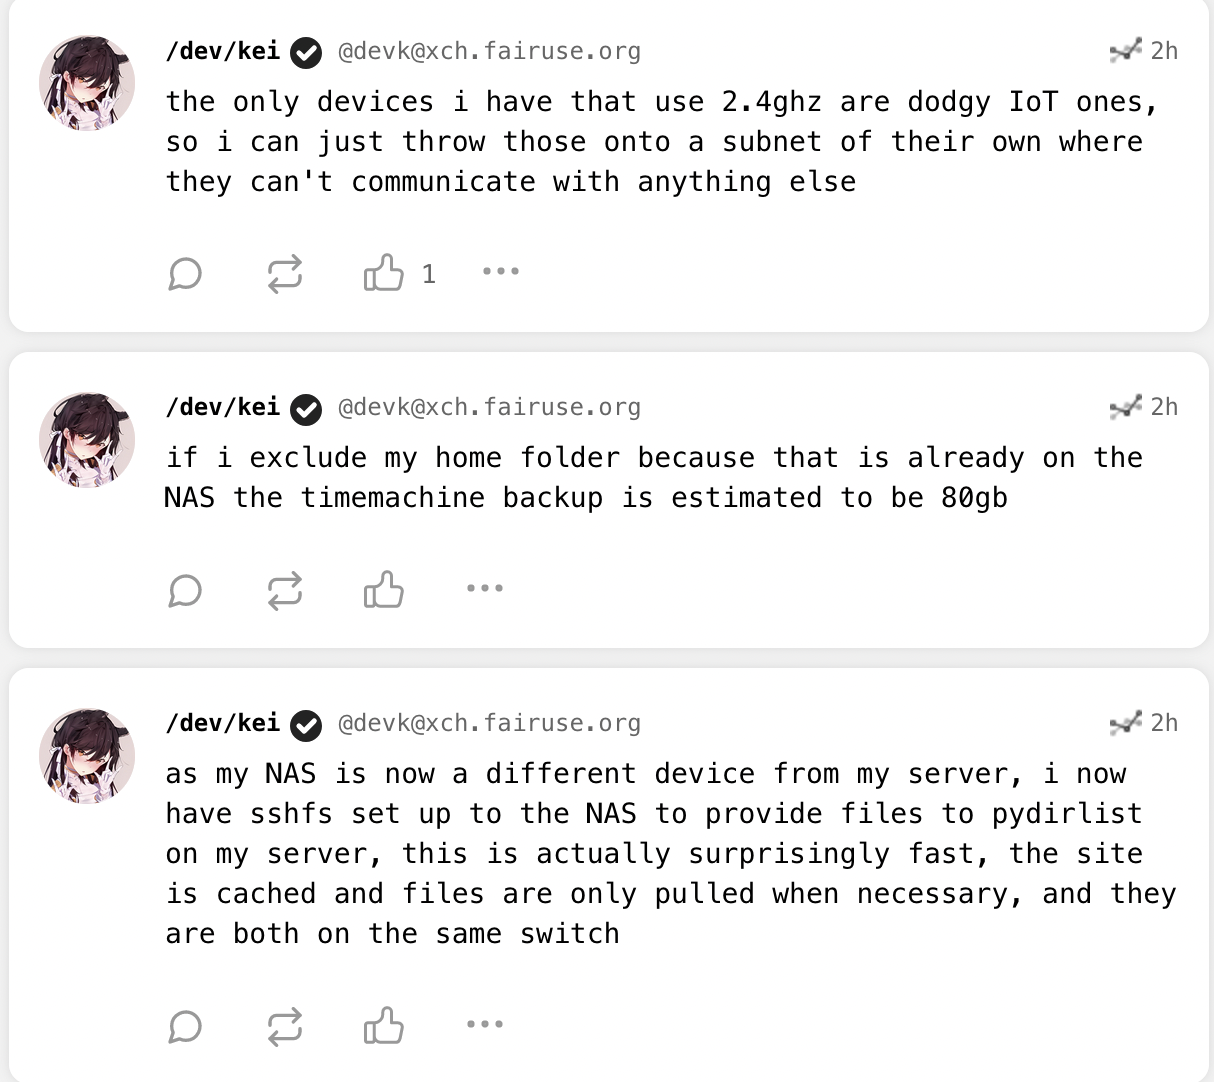 /dev/kei @devk@xch.fairuse.org 2h
the only devices i have that use 2.4ghz are dodgy IoT ones,
so i can just throw those onto a subnet of their own where
they can't communicate with anything else
1
/dev/kei @devk@xch.fairuse.org 2h
if i exclude my home folder because that is already on the
NAS the timemachine backup is estimated to be 80gb
/dev/kei @devk@xch.fairuse.org 2h
as my NAS is now a different device from my server, i now
have sshfs set up to the NAS to provide files to pydirlist
on my server, this is actually surprisingly fast, the site
is cached and files are only pulled when necessary, and they
are both on the same switch